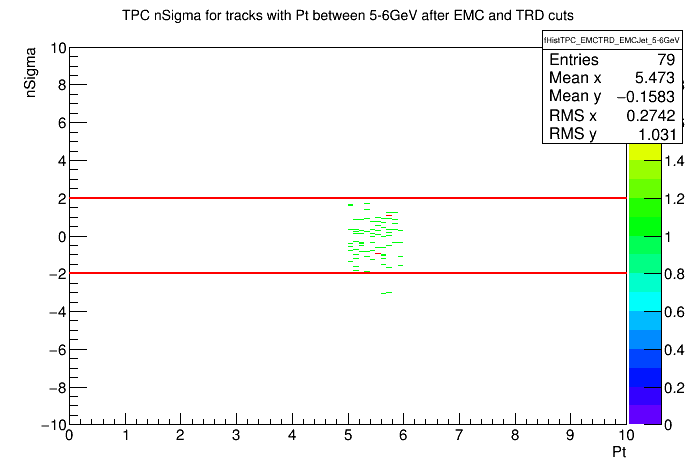 TPC nSigma for tracks with Pt between 5-6GeV after EMC and TRD cuts
fHistTPC_EMCTRD_EMCJet_5-6GeV
Entries 79
Mean x 5.473
Mean y −0.1583
RMS x 0.2742
RMS y 1.031
nSigma
10
8
6
4
2
0
−2
−4
−6
−8
−10
0 1 2 3 4 5 6 7 8 9 10
Pt
1.4
1.2
1
0.8
0.6
0.4
0.2
0